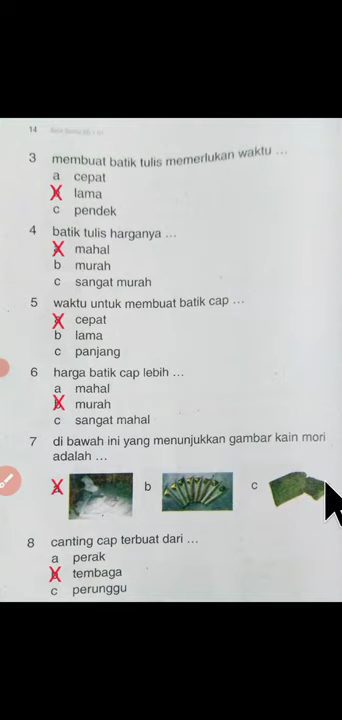 14
3 membuat batik tulis memerlukan waktu ...
a cepat
b lama
c pendek
4 batik tulis harganya ...
a mahal
b murah
c sangat murah
5 waktu untuk membuat batik cap ...
a cepat
b lama
c panjang
6 harga batik cap lebih ...
a mahal
b murah
c sangat mahal
7 di bawah ini yang menunjukkan gambar kain mori
adalah ...
a b c
8 canting cap terbuat dari ...
a perak
b tembaga
c perunggu